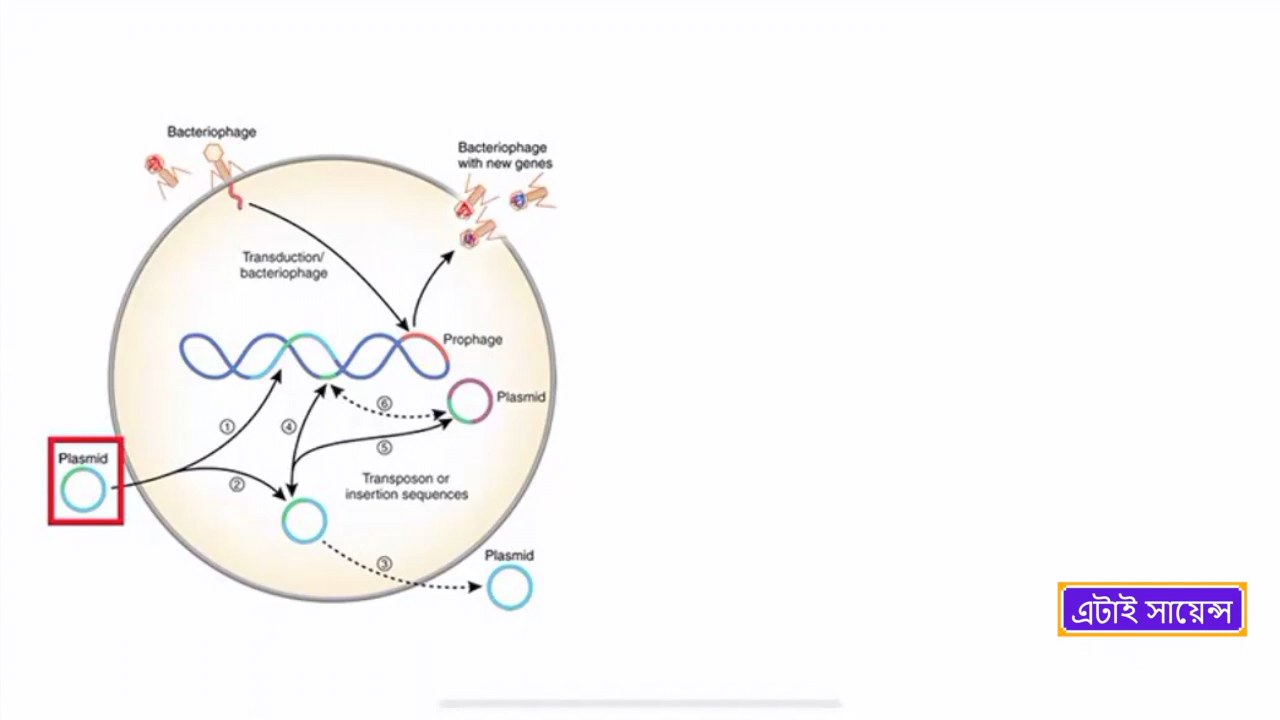 Bacteriophage
Bacteriophage
with new genes
Transduction/
bacteriophage
Prophage
Plasmid
⑥
①
④
⑤
Plasmid
②
Transposon or
insertion sequences
③
Plasmid
এটাই সায়েন্স